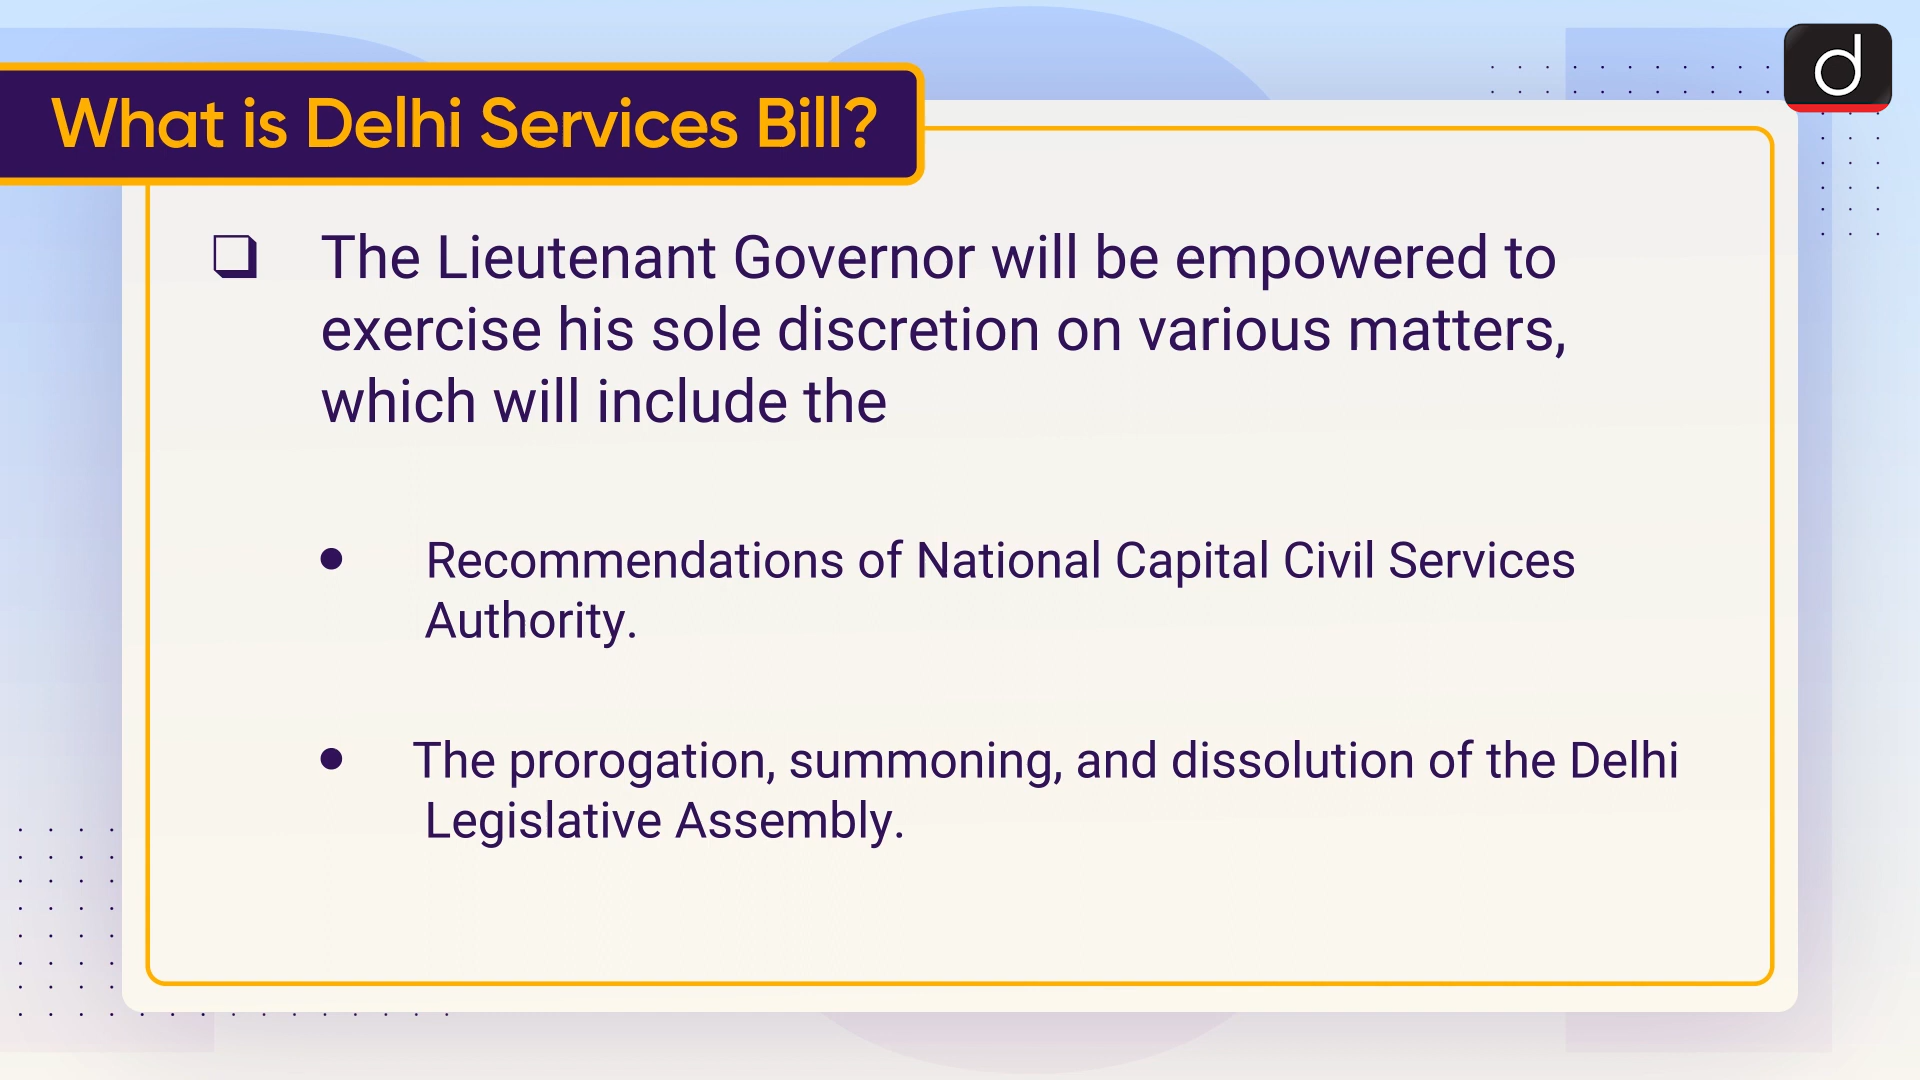 What is Delhi Services Bill?
d
❑ The Lieutenant Governor will be empowered to
exercise his sole discretion on various matters,
which will include the
● Recommendations of National Capital Civil Services
Authority.
● The prorogation, summoning, and dissolution of the Delhi
Legislative Assembly.